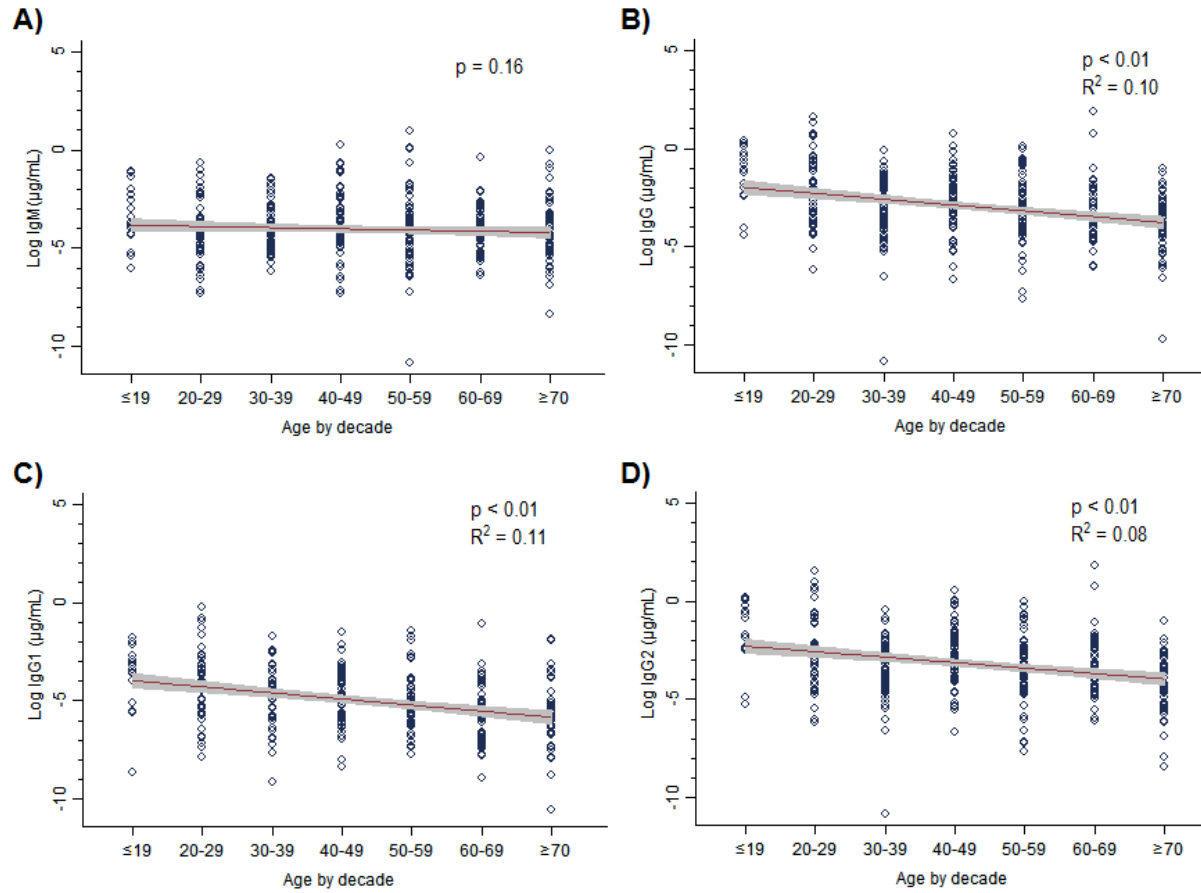 A)
p = 0.16
Log IgM (µg/mL)
5
0
-5
-10
≤19 20-29 30-39 40-49 50-59 60-69 ≥70
Age by decade
B)
p < 0.01
R² = 0.10
Log IgG (µg/mL)
5
0
-5
-10
≤19 20-29 30-39 40-49 50-59 60-69 ≥70
Age by decade
C)
p < 0.01
R² = 0.11
Log IgG1 (µg/mL)
5
0
-5
-10
≤19 20-29 30-39 40-49 50-59 60-69 ≥70
Age by decade
D)
p < 0.01
R² = 0.08
Log IgG2 (µg/mL)
5
0
-5
-10
≤19 20-29 30-39 40-49 50-59 60-69 ≥70
Age by decade